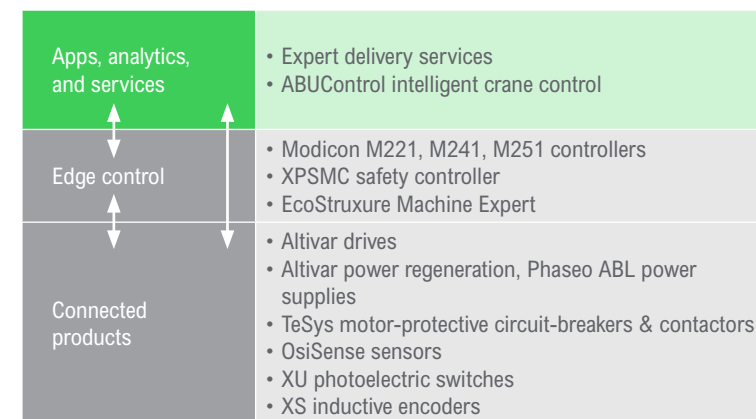 Apps, analytics,
and services
• Expert delivery services
• ABUControl intelligent crane control
Edge control
• Modicon M221, M241, M251 controllers
• XPSMC safety controller
• EcoStruxure Machine Expert
Connected
products
• Altivar drives
• Altivar power regeneration, Phaseo ABL power
supplies
• TeSys motor-protective circuit-breakers & contactors
• OsiSense sensors
• XU photoelectric switches
• XS inductive encoders